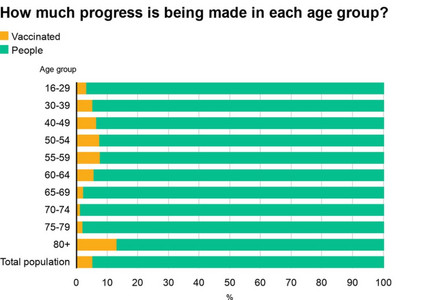 How much progress is being made in each age group?
Vaccinated
People
Age group
16-29
30-39
40-49
50-54
55-59
60-64
65-69
70-74
75-79
80+
Total population
0 10 20 30 40 50 60 70 80 90 100
%